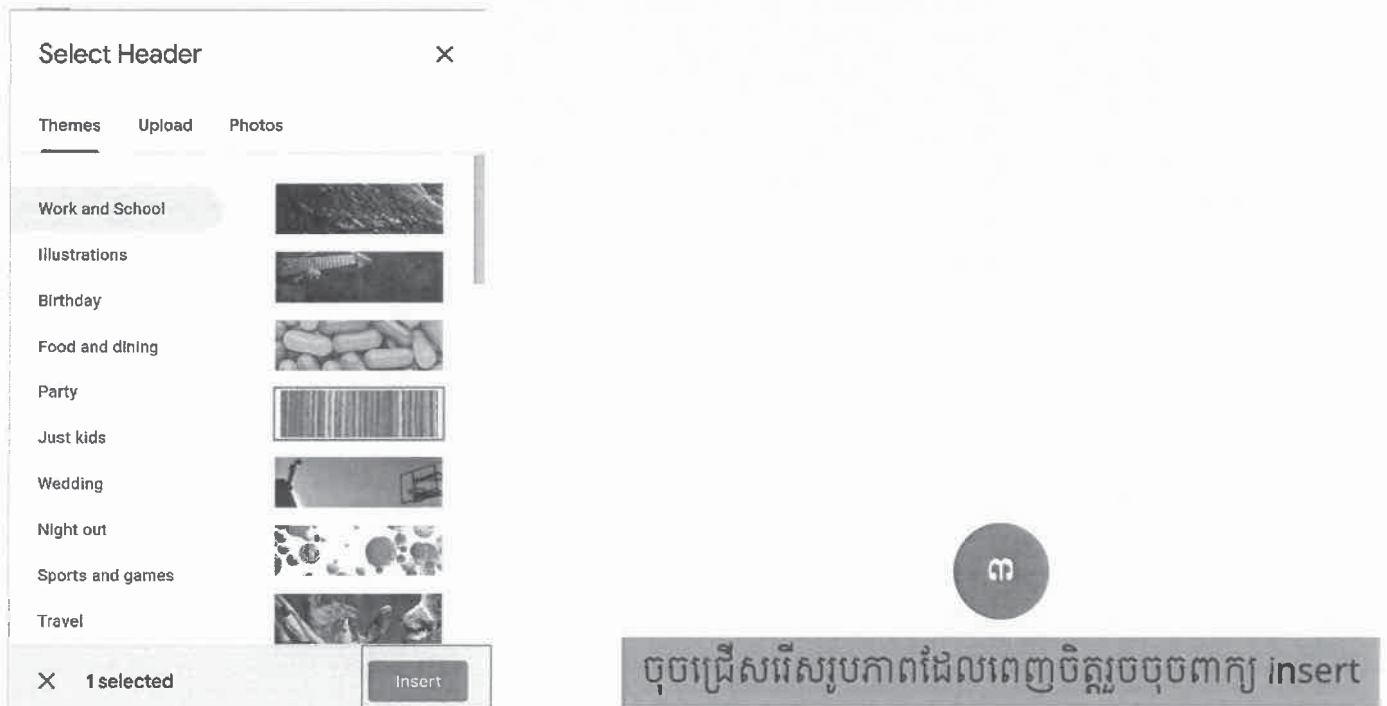 Select Header
Themes Upload Photos
Work and School
Illustrations
Birthday
Food and dining
Party
Just kids
Wedding
Night out
Sports and games
Travel
1 selected
Insert
៣
ចុចជ្រើសរើសរូបភាពដែលពេញចិត្តរួចចុចពាក្យ insert